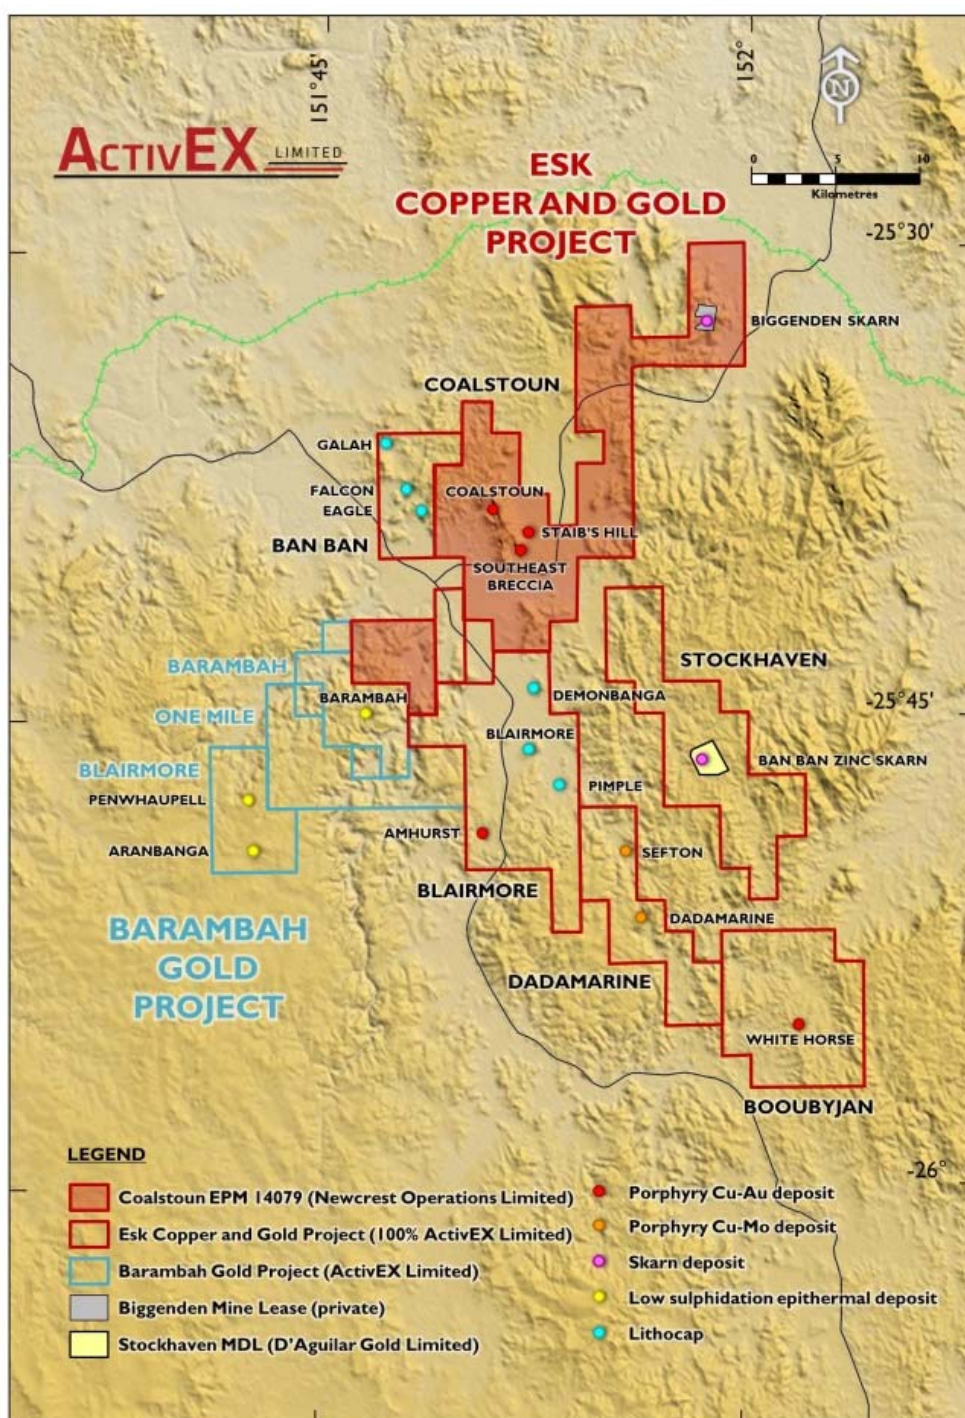 151°45'
152°
N
ACTIVEX LIMITED
0 5 10
Kilometres
ESK
COPPER AND GOLD
PROJECT
-25°30'
BIGGENDEN SKARN
COALSTOUN
GALAH
FALCON
EAGLE
COALSTOUN
STAIB'S HILL
BAN BAN
SOUTHEAST
BRECCIA
STOCKHAVEN
BARAMBAH
BARAMBAH
DEMONBANGA
-25°45'
ONE MILE
BLAIRMORE
BAN BAN ZINC SKARN
BLAIRMORE
PIMPLE
PENWHAUPELL
AMHURST
ARANBANGA
SEFTON
BLAIRMORE
DADAMARINE
BARAMBAH
GOLD
PROJECT
DADAMARINE
WHITE HORSE
BOOUBYJAN
-26°
LEGEND
Coalstoun EPM 14079 (Newcrest Operations Limited)
Esk Copper and Gold Project (100% ActivEX Limited)
Barambah Gold Project (ActivEX Limited)
Biggenden Mine Lease (private)
Stockhaven MDL (D'Aguilar Gold Limited)
Porphyry Cu-Au deposit
Porphyry Cu-Mo deposit
Skarn deposit
Low sulphidation epithermal deposit
Lithocap